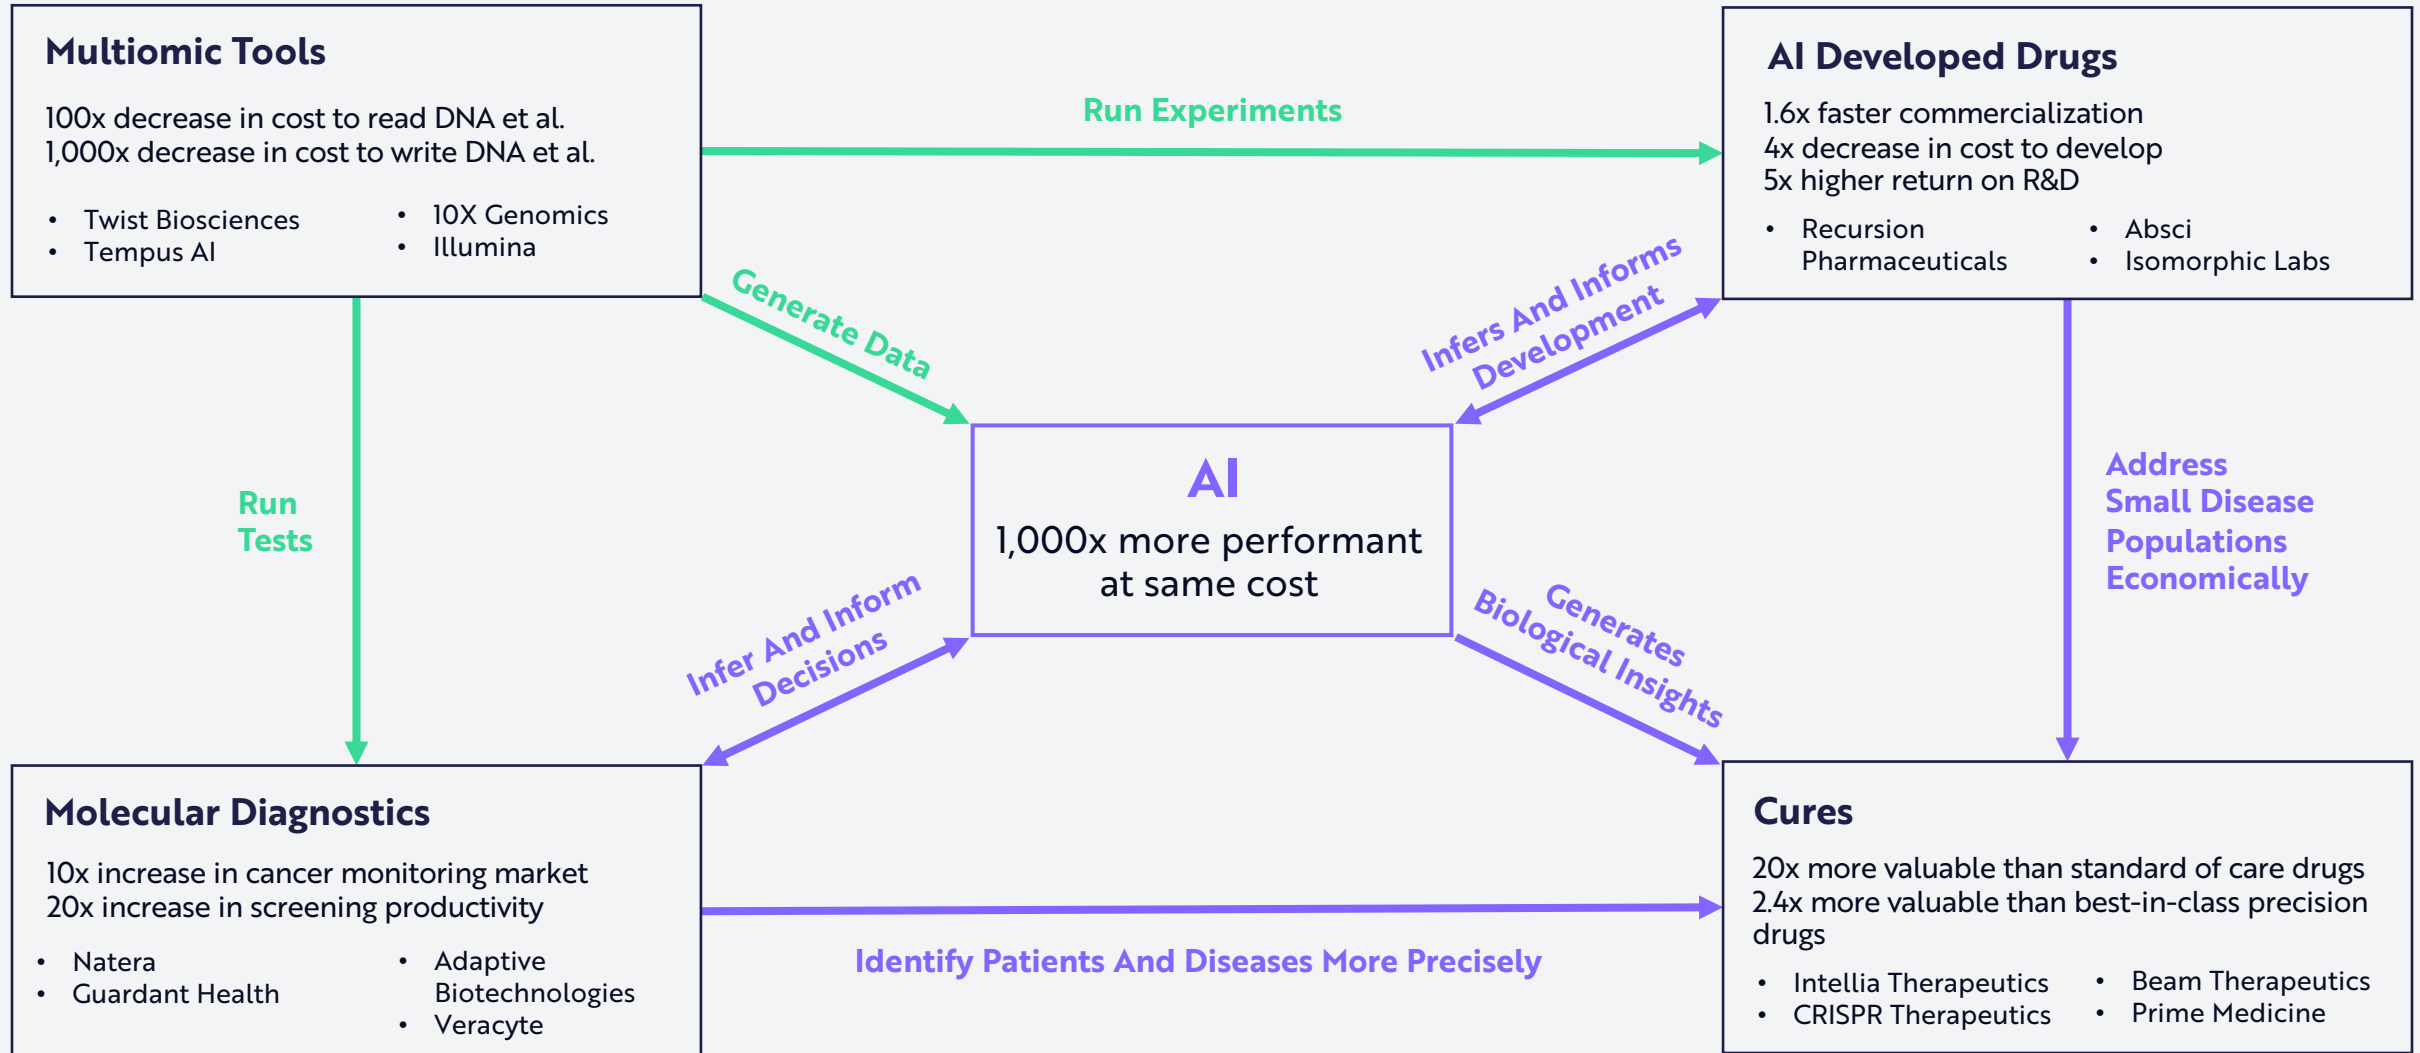 Multiomic Tools
100x decrease in cost to read DNA et al.
1,000x decrease in cost to write DNA et al.
• Twist Biosciences
• Tempus AI
• 10X Genomics
• Illumina
Run Experiments
AI Developed Drugs
1.6x faster commercialization
4x decrease in cost to develop
5x higher return on R&D
• Recursion
Pharmaceuticals
• Absci
• Isomorphic Labs
Generate Data
Infers And Informs
Development
Run
Tests
AI
1,000x more performant
at same cost
Address
Small Disease
Populations
Economically
Infer And Inform
Decisions
Generates
Biological Insights
Molecular Diagnostics
10x increase in cancer monitoring market
20x increase in screening productivity
• Natera
• Guardant Health
• Adaptive
Biotechnologies
• Veracyte
Identify Patients And Diseases More Precisely
Cures
20x more valuable than standard of care drugs
2.4x more valuable than best-in-class precision
drugs
• Intellia Therapeutics
• CRISPR Therapeutics
• Beam Therapeutics
• Prime Medicine